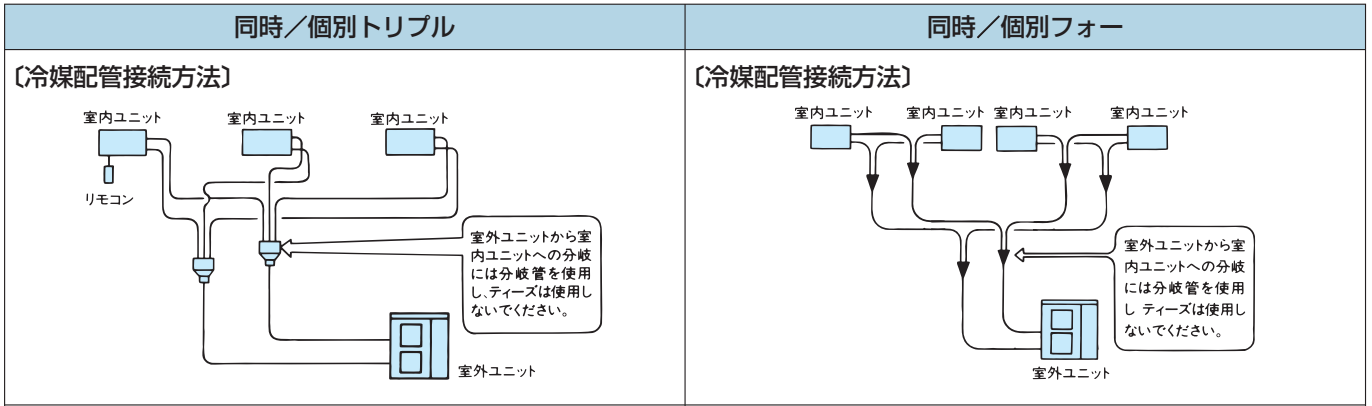 同時／個別トリプル
〔冷媒配管接続方法〕
室内ユニット
室内ユニット
室内ユニット
リモコン
室外ユニットから室
内ユニットへの分岐
には分岐管を使用
し、ティーズは使用し
ないでください。
室外ユニット
同時／個別フォー
〔冷媒配管接続方法〕
室内ユニット
室内ユニット
室内ユニット
室内ユニット
室外ユニットから室
内ユニットへの分岐
には分岐管を使用
し ティーズは使用し
ないでください。
室外ユニット